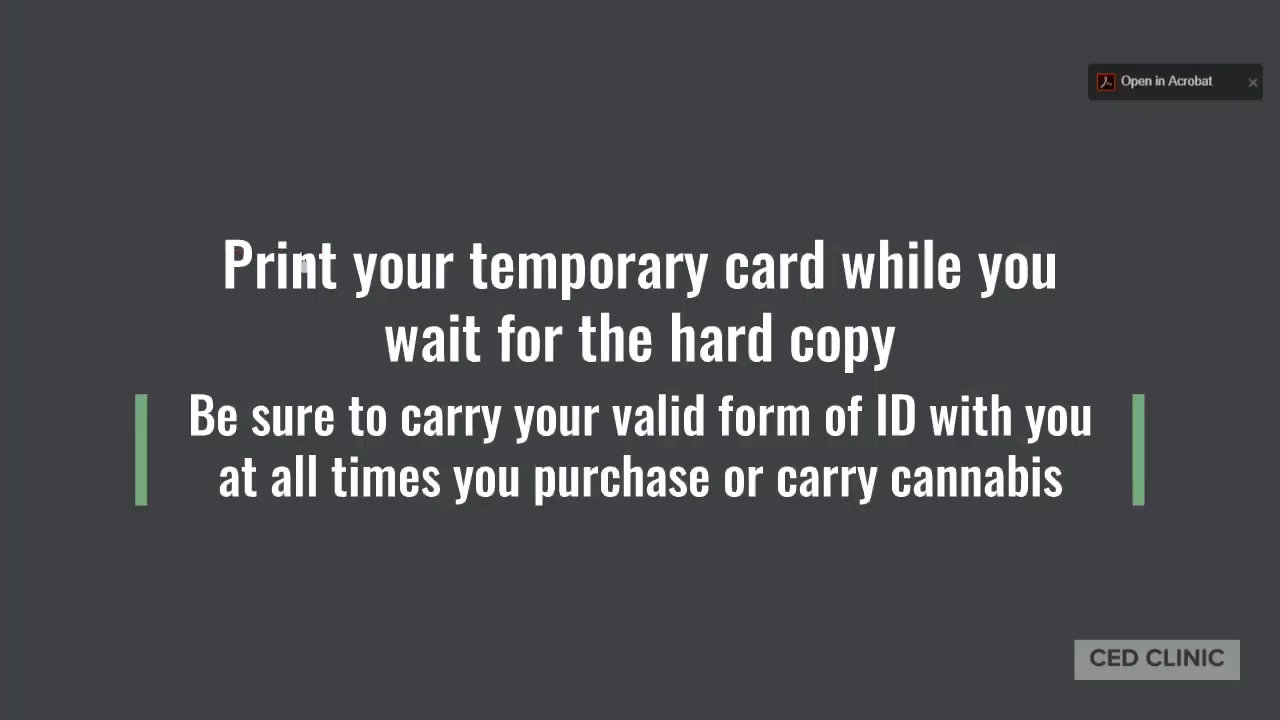 Open in Acrobat
Print your temporary card while you
wait for the hard copy
Be sure to carry your valid form of ID with you
at all times you purchase or carry cannabis
CED CLINIC